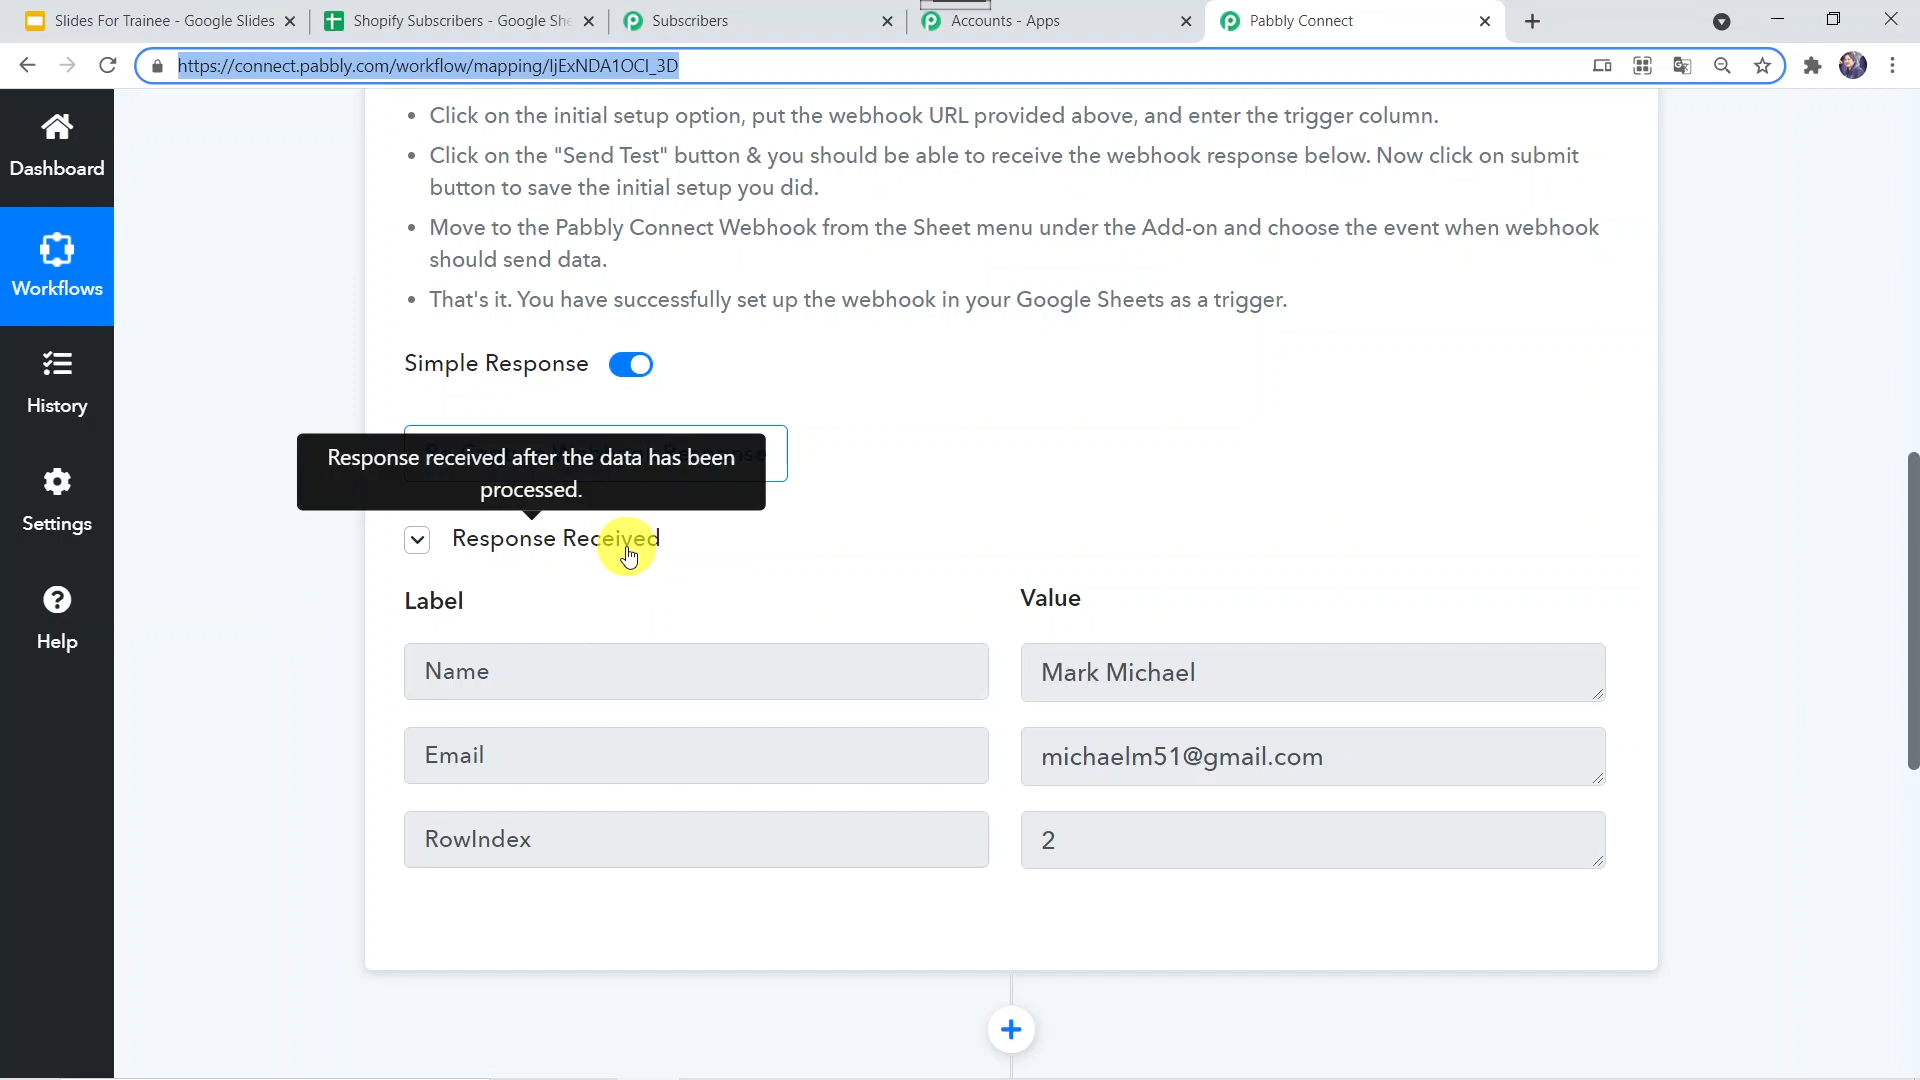 Slides For Trainee - Google Slides
Shopify Subscribers - Google She
Subscribers
Accounts - Apps
Pabbly Connect
https://connect.pabbly.com/workflow/mapping/IjExNDA1OCI_3D
Dashboard
Workflows
History
Settings
Help
• Click on the initial setup option, put the webhook URL provided above, and enter the trigger column.
• Click on the "Send Test" button & you should be able to receive the webhook response below. Now click on submit
button to save the initial setup you did.
• Move to the Pabbly Connect Webhook from the Sheet menu under the Add-on and choose the event when webhook
should send data.
• That's it. You have successfully set up the webhook in your Google Sheets as a trigger.
Simple Response
Response received after the data has been
processed.
Response Received
Label
Value
Name
Mark Michael
Email
michaelm51@gmail.com
RowIndex
2